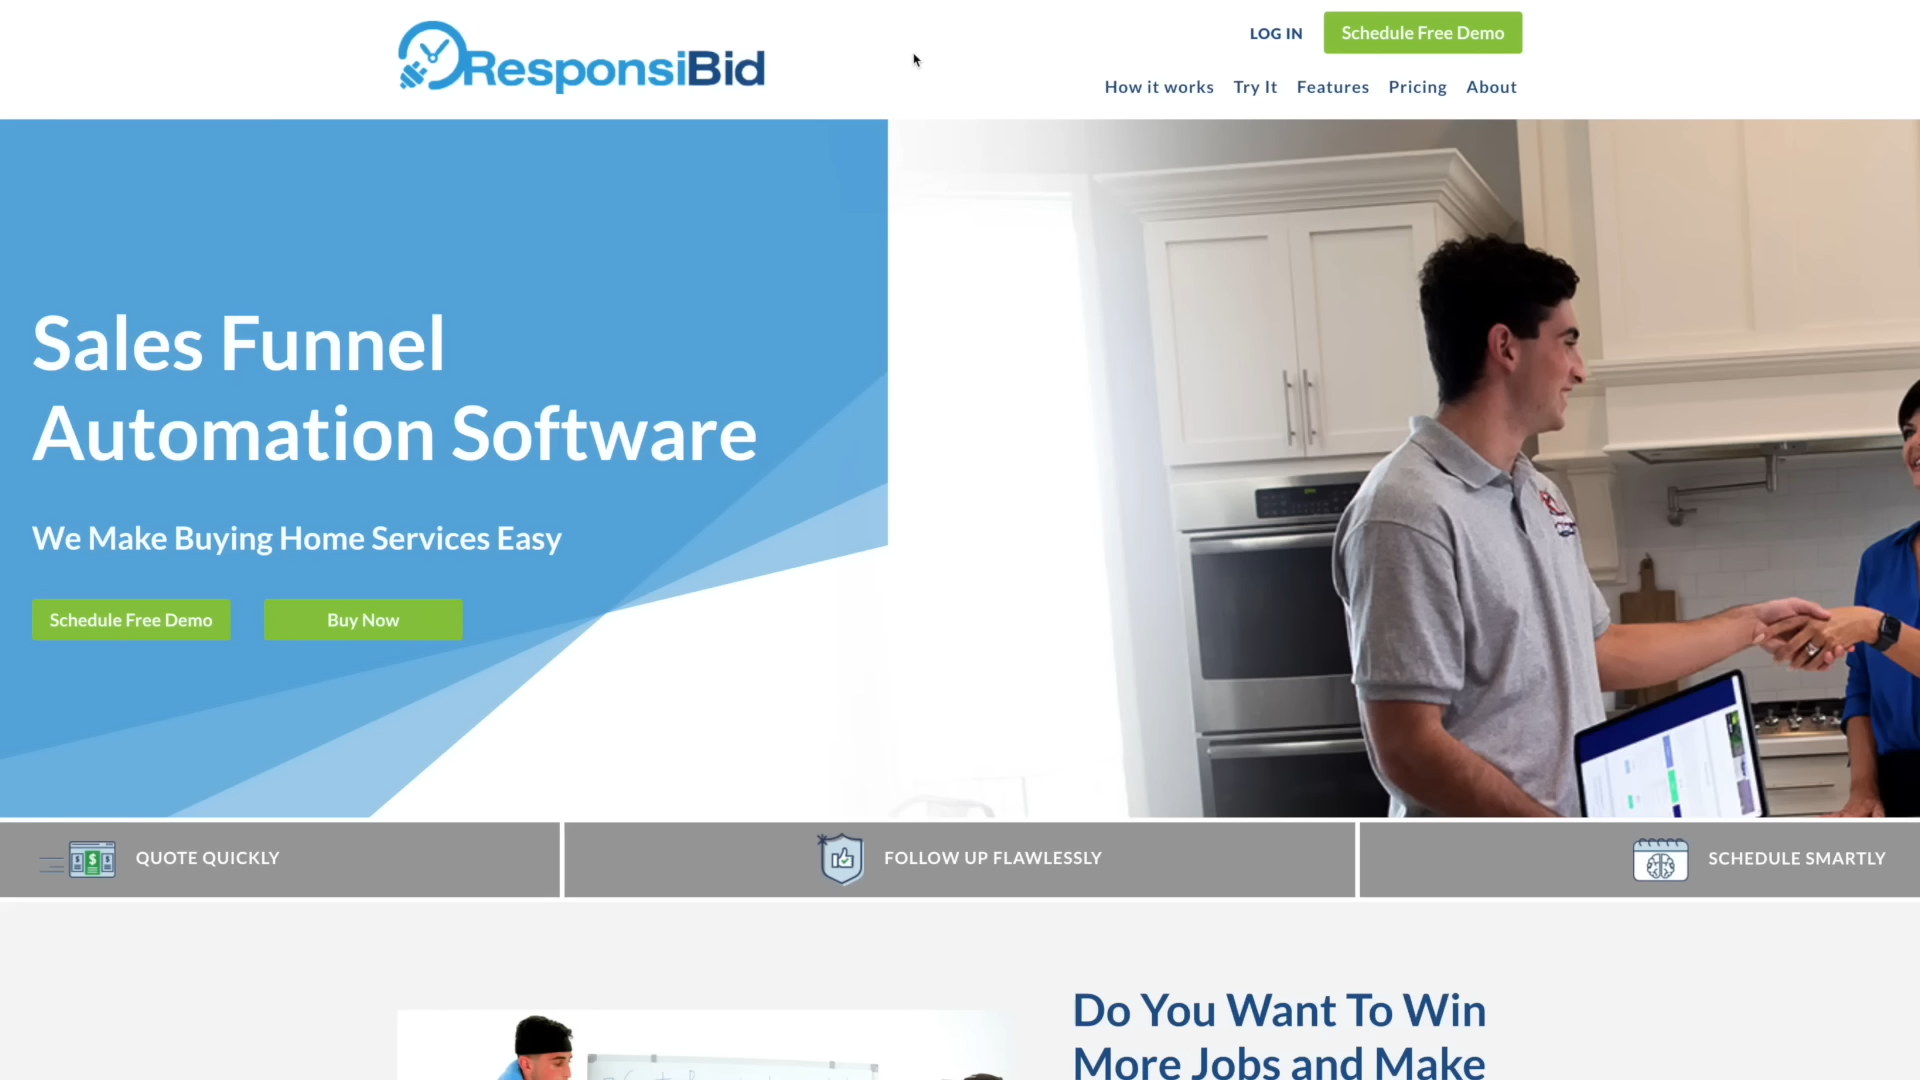 ResponsiBid
LOG IN
Schedule Free Demo
How it works
Try It
Features
Pricing
About
Sales Funnel
Automation Software
We Make Buying Home Services Easy
Schedule Free Demo
Buy Now
QUOTE QUICKLY
FOLLOW UP FLAWLESSLY
SCHEDULE SMARTLY
Do You Want To Win
More Jobs and Make